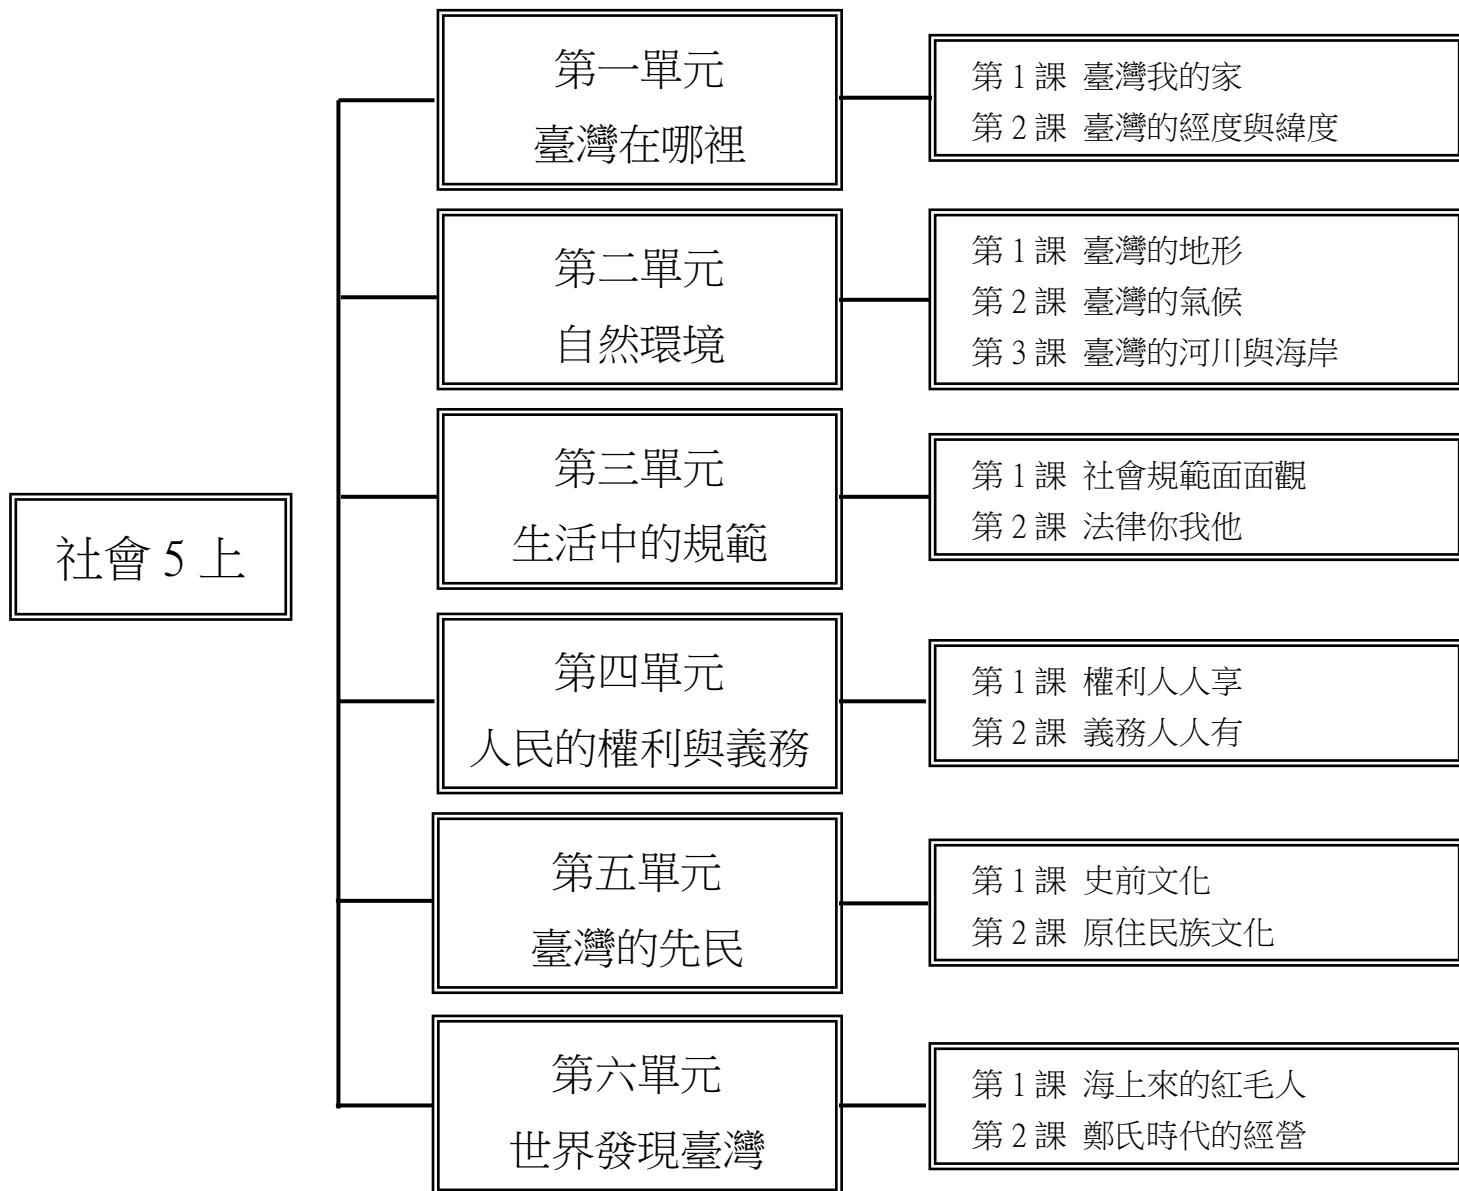 社會 5 上
第一單元
臺灣在哪裡
第 1 課 臺灣我的家
第 2 課 臺灣的經度與緯度
第二單元
自然環境
第 1 課 臺灣的地形
第 2 課 臺灣的氣候
第 3 課 臺灣的河川與海岸
第三單元
生活中的規範
第 1 課 社會規範面面觀
第 2 課 法律你我他
第四單元
人民的權利與義務
第 1 課 權利人人享
第 2 課 義務人人有
第五單元
臺灣的先民
第 1 課 史前文化
第 2 課 原住民族文化
第六單元
世界發現臺灣
第 1 課 海上來的紅毛人
第 2 課 鄭氏時代的經營